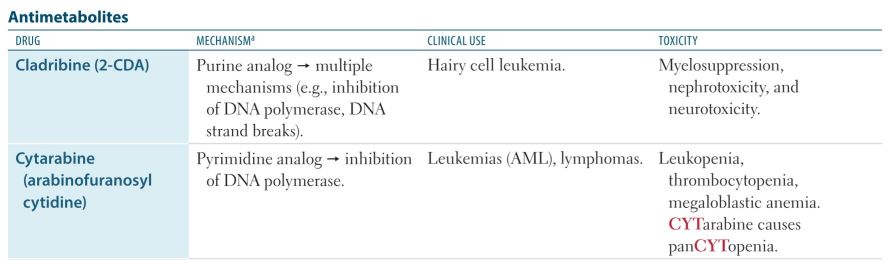 Antimetabolites
DRUG MECHANISMª CLINICAL USE TOXICITY
Cladribine (2-CDA)
Purine analog → multiple
mechanisms (e.g., inhibition
of DNA polymerase, DNA
strand breaks).
Hairy cell leukemia.
Myelosuppression,
nephrotoxicity, and
neurotoxicity.
Cytarabine
(arabinofuranosyl
cytidine)
Pyrimidine analog → inhibition
of DNA polymerase.
Leukemias (AML), lymphomas.
Leukopenia,
thrombocytopenia,
megaloblastic anemia.
CYTarabine causes
panCYTopenia.